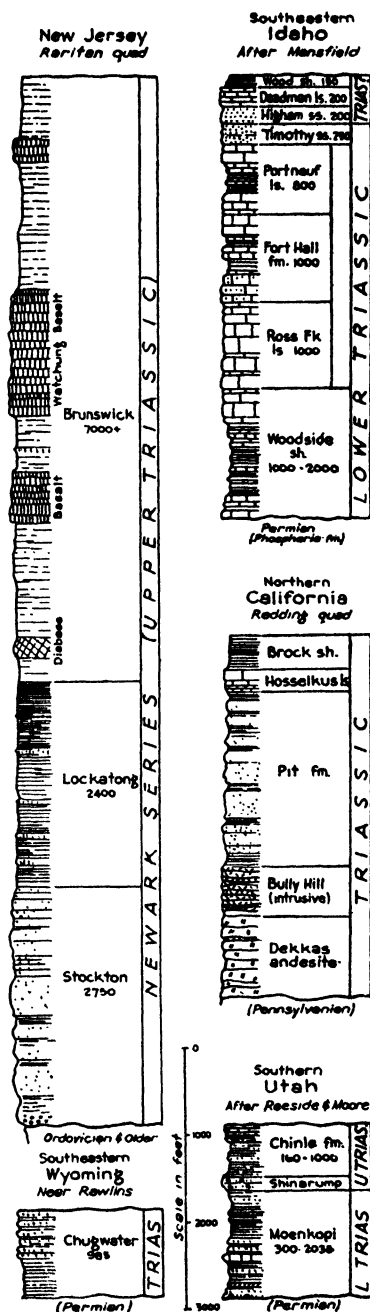 New Jersey
Raritan quad
Watchung Basalt
Brunswick
7000+
Basalt
Diabase
Lockatong
2400
Stockton
2750
NEWARK SERIES (UPPER TRIASSIC)
Ordovician & Older
Southeastern
Wyoming
Near Rawlins
Chugwater
985
TRIAS
(Permian)
Southeastern
Idaho
After Mansfield
Wood sh. 150
Deadman ls. 200
Higham ss. 200
Timothy ss. 250
Portneuf
ls. 800
Fort Hall
fm. 1000
Ross Fk
ls 1000
Woodside
sh.
1000-2000
TRIAS?
LOWER TRIASSIC
Permian
(Phosphoria fm.)
Northern
California
Redding quad
Brock sh.
Hosselkus ls
Pit fm.
Bully Hill
(intrusive)
Dekkas
andesite
TRIASSIC
(Pennsylvanian)
0
1000
2000
3000
Scale in feet
Southern
Utah
After Reeside & Moore
Chinle fm.
160-1000
Shinarump
Moenkopi
300-2036
U TRIAS
L TRIAS
(Permian)